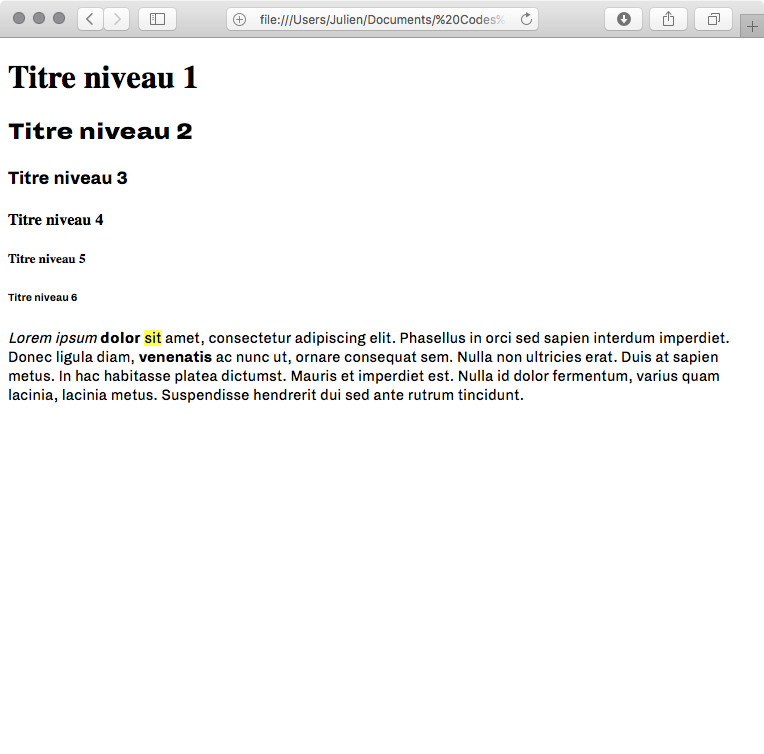 file:///Users/Julien/Documents/%20Codes%
Titre niveau 1
Titre niveau 2
Titre niveau 3
Titre niveau 4
Titre niveau 5
Titre niveau 6
Lorem ipsum dolor sit amet, consectetur adipiscing elit. Phasellus in orci sed sapien interdum imperdiet.
Donec ligula diam, venenatis ac nunc ut, ornare consequat sem. Nulla non ultricies erat. Duis at sapien
metus. In hac habitasse platea dictumst. Mauris et imperdiet est. Nulla id dolor fermentum, varius quam
lacinia, lacinia metus. Suspendisse hendrerit dui sed ante rutrum tincidunt.